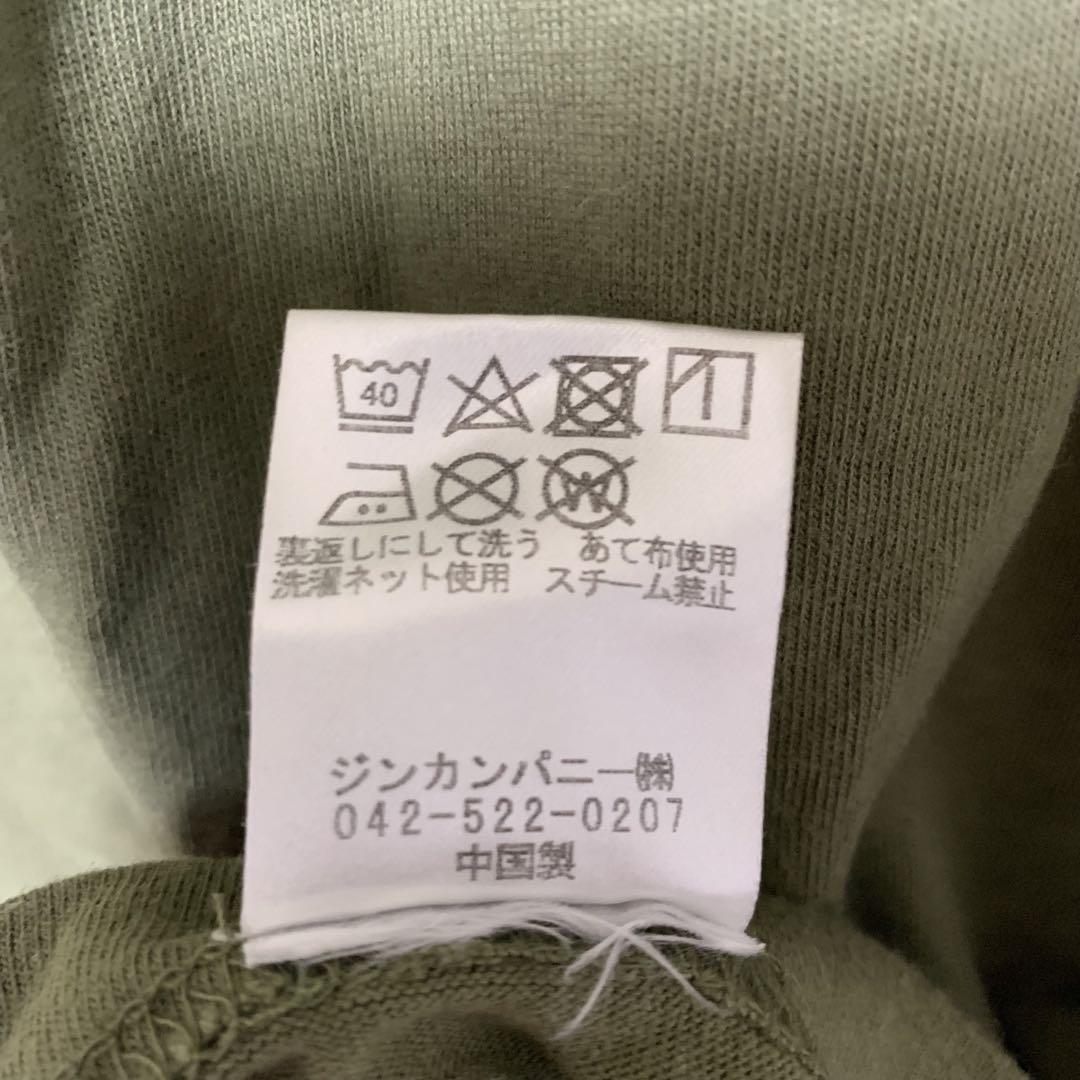 40
W
裏返しにして洗う　あて布使用
洗濯ネット使用　スチーム禁止
ジンカンパニー㈱
042-522-0207
中国製